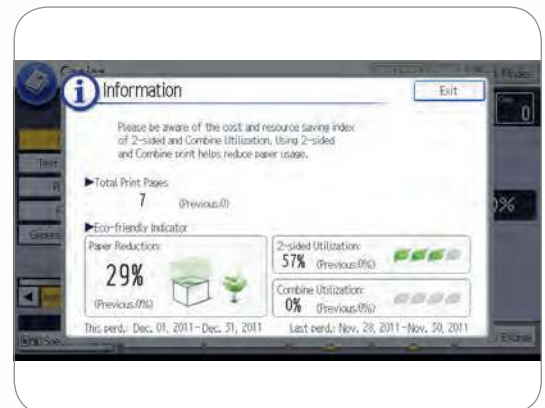 Copier
Information
Exit
Please be aware of the cost and resource saving index
of 2-sided and Combine Utilization. Using 2-sided
and Combine print helps reduce paper usage.
▶Total Print Pages
7 (Previous:0)
▶Eco-friendly Indicator
Paper Reduction:
29%
(Previous:0%)
2-sided Utilization:
57% (Previous:0%)
Combine Utilization:
0% (Previous:0%)
This perd.: Dec. 01, 2011-Dec. 31, 2011
Last perd.: Nov. 28, 2011-Nov. 30, 2011
0